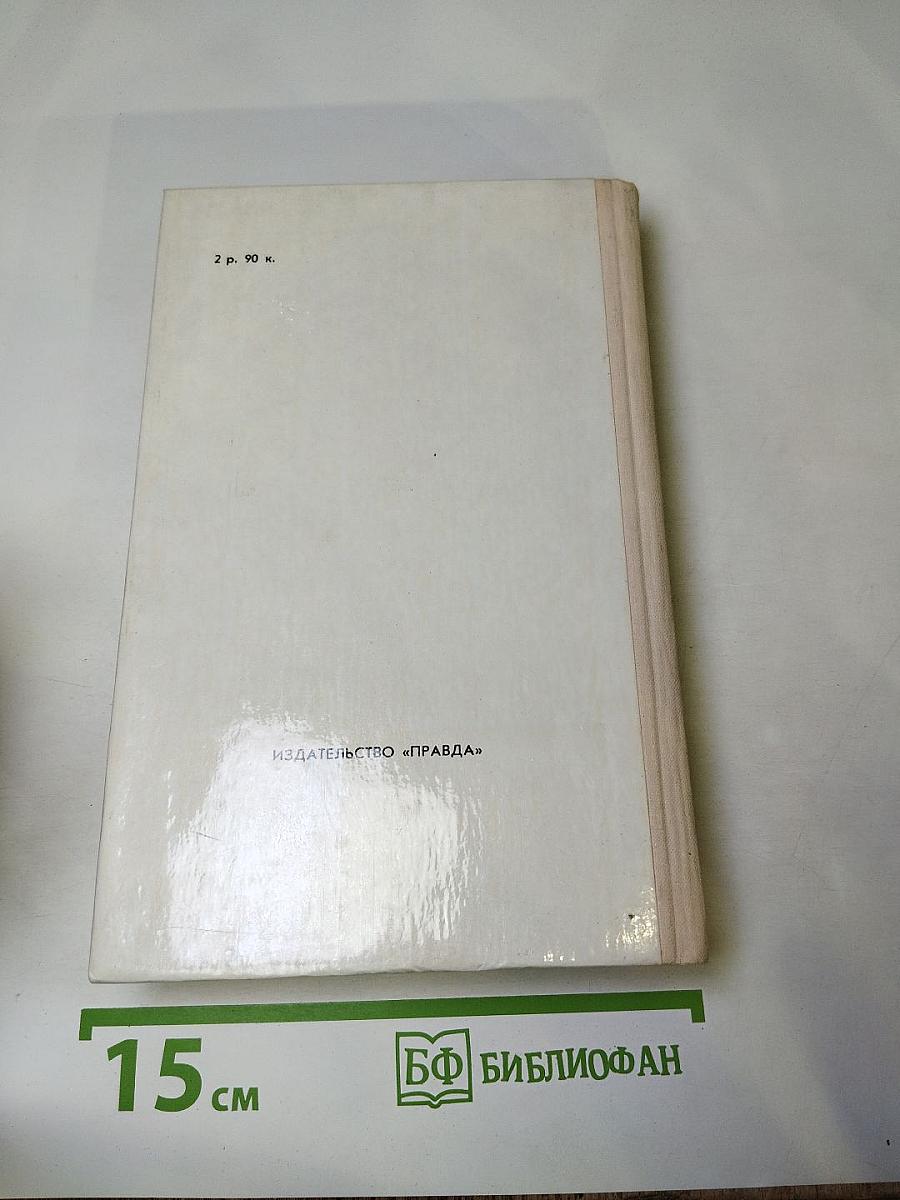 2 р. 90 к.
ИЗДАТЕЛЬСТВО «ПРАВДА»
15 см
БФ БИБЛИОФАН